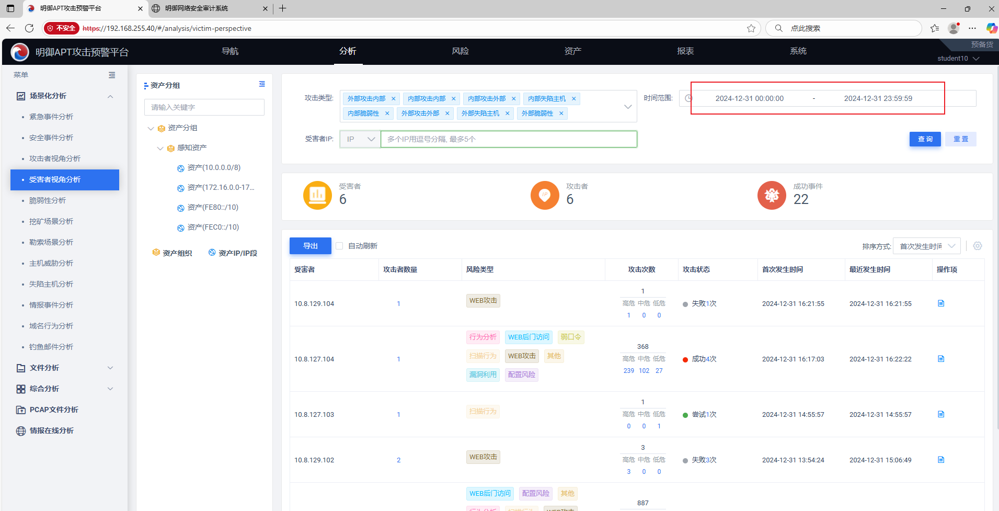 明御APT攻击预警平台
明御网络安全审计系统
不安全 https://192.168.255.40/#/analysis/victim-perspective
点此搜索
明御APT攻击预警平台
导航 分析 风险 资产 报表 系统
预备货
student10
菜单
场景化分析
紧急事件分析
安全事件分析
攻击者视角分析
受害者视角分析
脆弱性分析
挖矿场景分析
勒索场景分析
主机威胁分析
失陷主机分析
情报事件分析
域名行为分析
钓鱼邮件分析
文件分析
综合分析
PCAP文件分析
情报在线分析
资产分组
请输入关键字
资产分组
感知资产
资产(10.0.0.0/8)
资产(172.16.0.0-17...
资产(FE80::/10)
资产(FEC0::/10)
资产组织 资产IP/IP段
攻击类型: 外部攻击内部 × 内部攻击内部 × 内部攻击外部 × 内部失陷主机 ×
内部脆弱性 × 外部攻击外部 × 外部失陷主机 × 外部脆弱性 ×
时间范围: 2024-12-31 00:00:00 - 2024-12-31 23:59:59
受害者IP: IP 多个IP用逗号分隔, 最多5个
查 询 重 置
受害者
6
攻击者
6
成功事件
22
导出 自动刷新
排序方式: 首次发生时间
受害者 攻击者数量 风险类型 攻击次数 攻击状态 首次发生时间 最近发生时间 操作项
10.8.129.104 1 WEB攻击
1
高危 中危 低危
1 0 0
失败1次 2024-12-31 16:21:55 2024-12-31 16:21:55
10.8.127.104 1
行为分析 WEB后门访问 弱口令
扫描行为 WEB攻击 其他
漏洞利用 配置风险
368
高危 中危 低危
239 102 27
成功4次 2024-12-31 16:17:03 2024-12-31 16:22:22
10.8.127.103 1 扫描行为
1
高危 中危 低危
0 0 1
尝试1次 2024-12-31 14:55:57 2024-12-31 14:55:57
10.8.129.102 2 WEB攻击
3
高危 中危 低危
3 0 0
失败3次 2024-12-31 13:54:24 2024-12-31 15:06:49
WEB后门访问 配置风险 其他
行为分析 扫描行为 WEB攻击
887